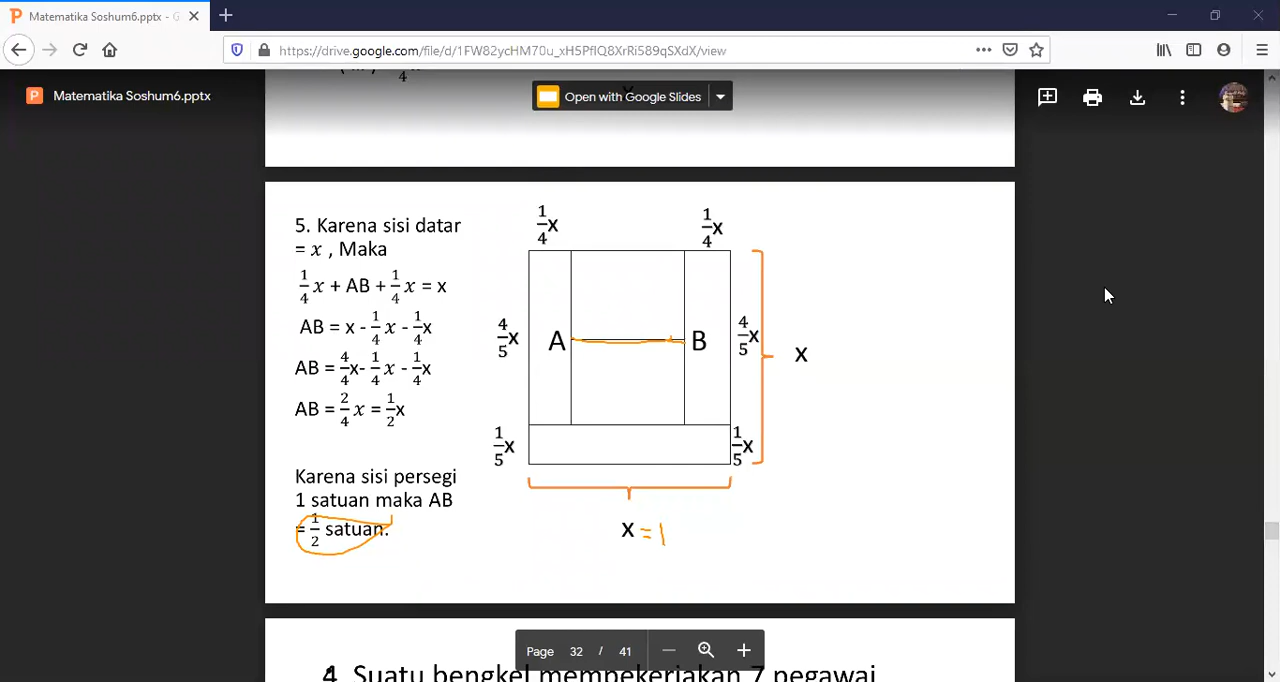 Matematika Soshum6.pptx - G
https://drive.google.com/file/d/1FW82ycHM70u_xH5PflQ8XrRi589qSXdX/view
Matematika Soshum6.pptx
Open with Google Slides
5. Karena sisi datar
= x , Maka
1/4 x + AB + 1/4 x = x
AB = x - 1/4 x - 1/4 x
AB = 4/4 x - 1/4 x - 1/4 x
AB = 2/4 x = 1/2 x
Karena sisi persegi
1 satuan maka AB
= 1/2 satuan.
1/4 x
1/4 x
4/5 x
A
B
4/5 x
x
1/5 x
1/5 x
x = 1
Page 32 / 41
4. Suatu bengkel mempekerjakan 7 pegawai